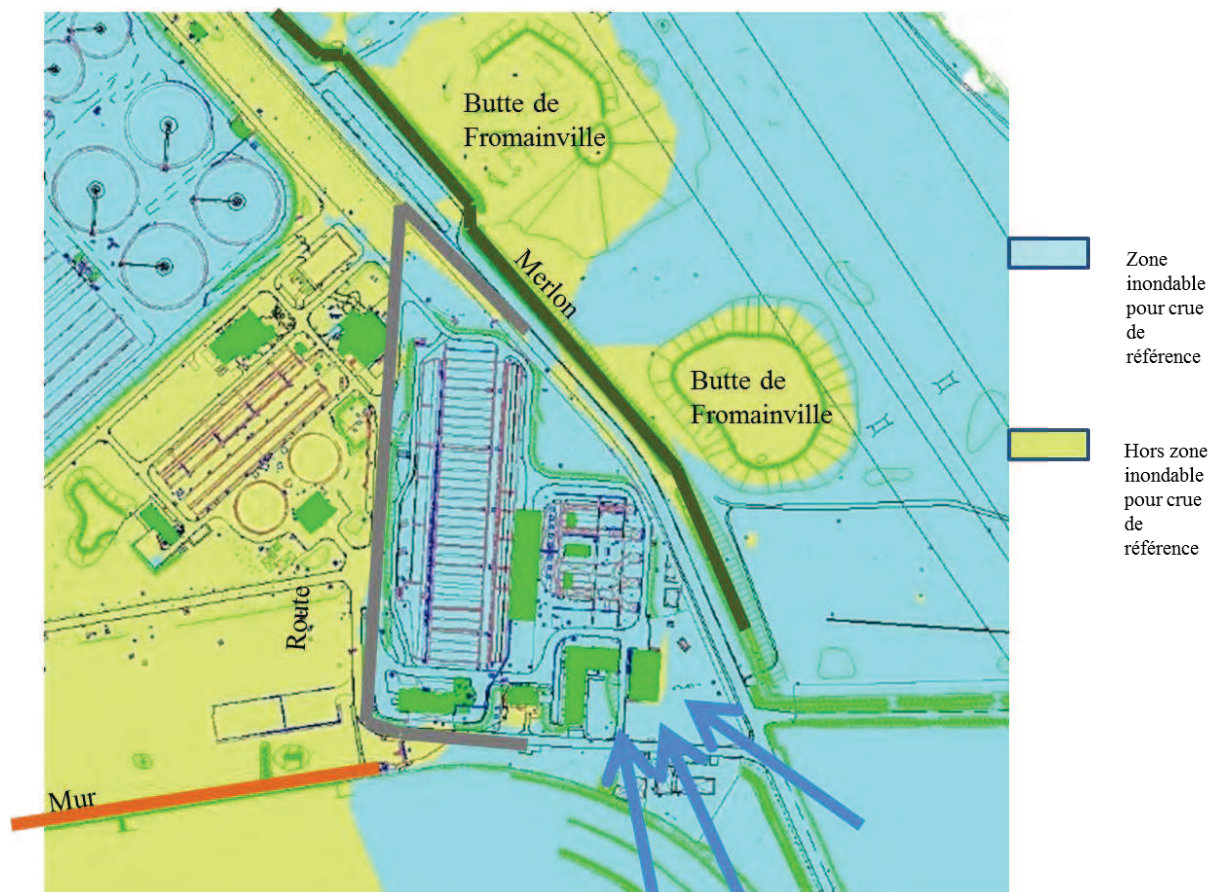 Butte de
Fromainville
Merlon
Butte de
Fromainville
Route
Mur
Zone
inondable
pour crue
de
référence
Hors zone
inondable
pour crue
de
référence